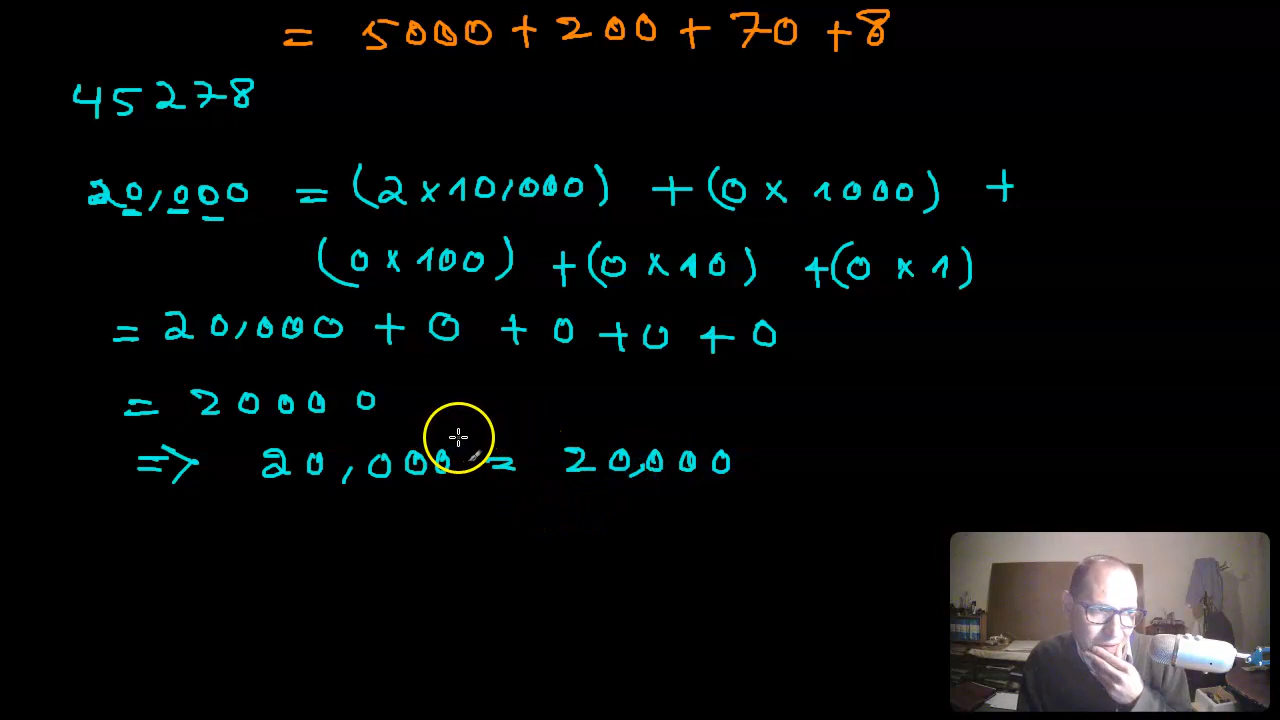 = 5000 + 200 + 70 + 8
45278
20,000 = (2 × 10,000) + (0 × 1000) +
(0 × 100) + (0 × 10) + (0 × 1)
= 20,000 + 0 + 0 + 0 + 0
= 20000
=> 20,000 = 20,000